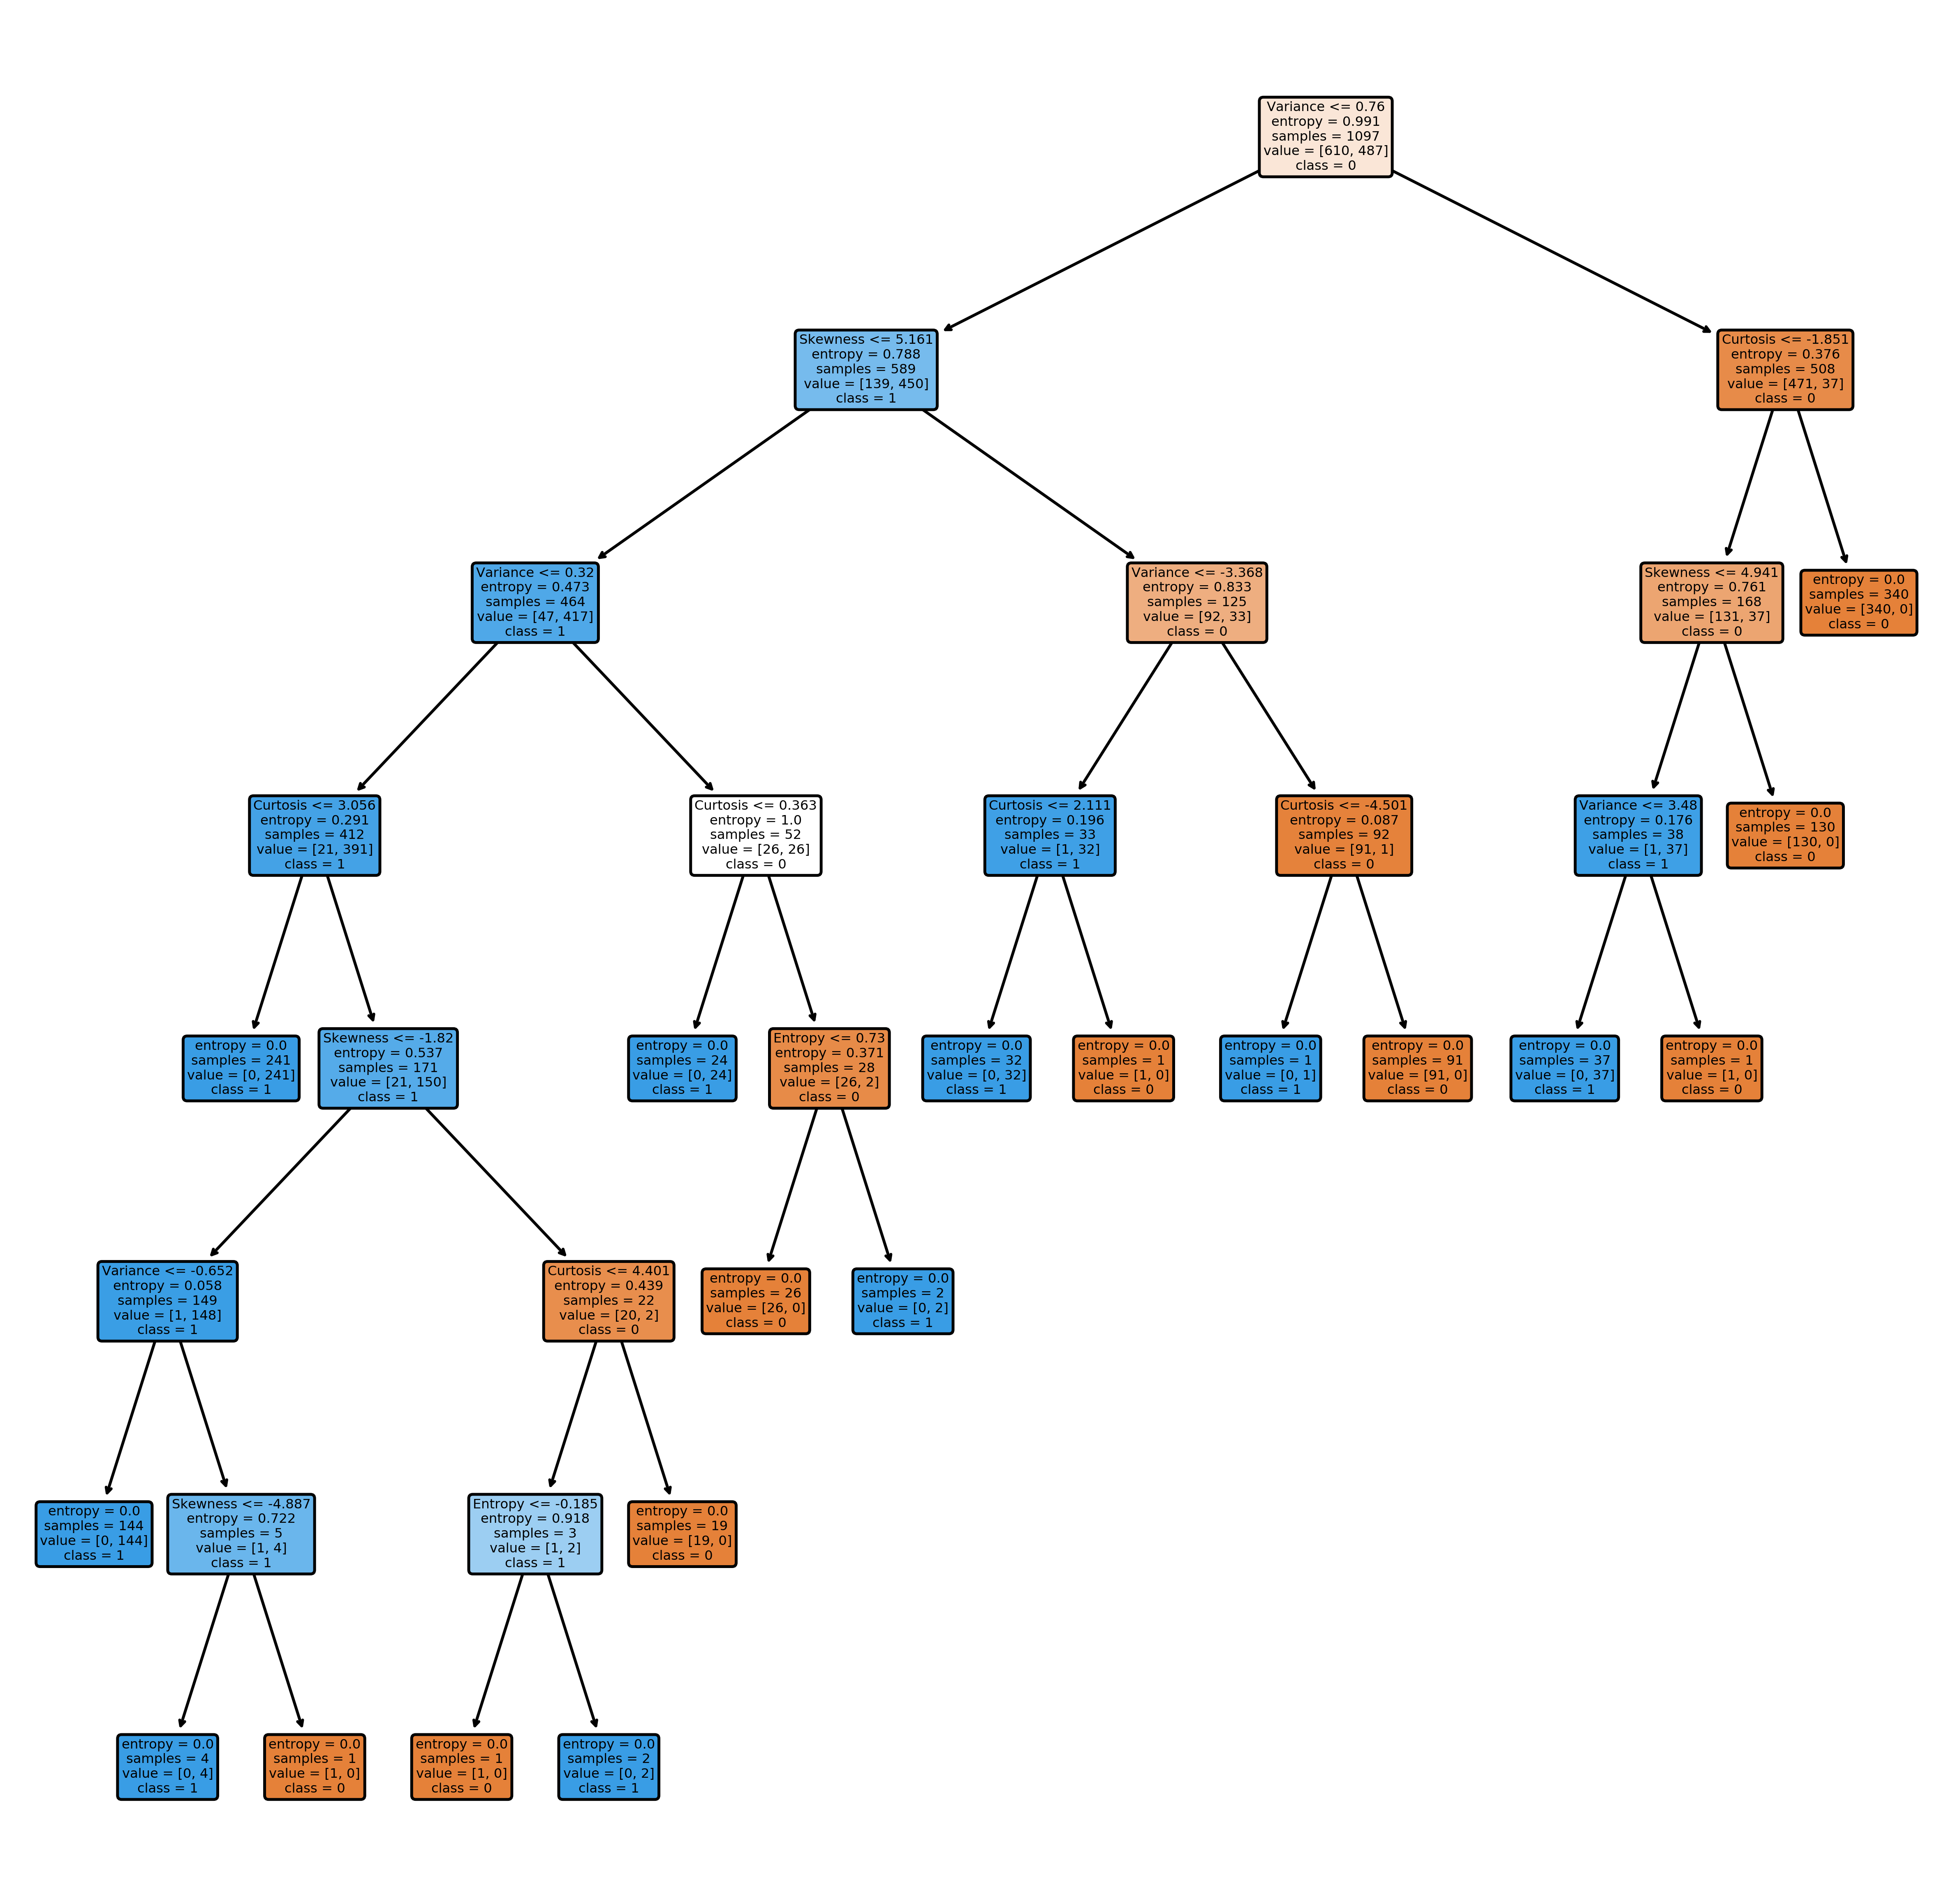 Variance <= 0.76
entropy = 0.991
samples = 1097
value = [610, 487]
class = 0
Skewness <= 5.161
entropy = 0.788
samples = 589
value = [139, 450]
class = 1
Curtosis <= -1.851
entropy = 0.376
samples = 508
value = [471, 37]
class = 0
Variance <= 0.32
entropy = 0.473
samples = 464
value = [47, 417]
class = 1
Variance <= -3.368
entropy = 0.833
samples = 125
value = [92, 33]
class = 0
Skewness <= 4.941
entropy = 0.761
samples = 168
value = [131, 37]
class = 0
entropy = 0.0
samples = 340
value = [340, 0]
class = 0
Curtosis <= 3.056
entropy = 0.291
samples = 412
value = [21, 391]
class = 1
Curtosis <= 0.363
entropy = 1.0
samples = 52
value = [26, 26]
class = 0
Curtosis <= 2.111
entropy = 0.196
samples = 33
value = [1, 32]
class = 1
Curtosis <= -4.501
entropy = 0.087
samples = 92
value = [91, 1]
class = 0
Variance <= 3.48
entropy = 0.176
samples = 38
value = [1, 37]
class = 1
entropy = 0.0
samples = 130
value = [130, 0]
class = 0
entropy = 0.0
samples = 241
value = [0, 241]
class = 1
Skewness <= -1.82
entropy = 0.537
samples = 171
value = [21, 150]
class = 1
entropy = 0.0
samples = 24
value = [0, 24]
class = 1
Entropy <= 0.73
entropy = 0.371
samples = 28
value = [26, 2]
class = 0
entropy = 0.0
samples = 32
value = [0, 32]
class = 1
entropy = 0.0
samples = 1
value = [1, 0]
class = 0
entropy = 0.0
samples = 1
value = [0, 1]
class = 1
entropy = 0.0
samples = 91
value = [91, 0]
class = 0
entropy = 0.0
samples = 37
value = [0, 37]
class = 1
entropy = 0.0
samples = 1
value = [1, 0]
class = 0
Variance <= -0.652
entropy = 0.058
samples = 149
value = [1, 148]
class = 1
Curtosis <= 4.401
entropy = 0.439
samples = 22
value = [20, 2]
class = 0
entropy = 0.0
samples = 26
value = [26, 0]
class = 0
entropy = 0.0
samples = 2
value = [0, 2]
class = 1
entropy = 0.0
samples = 144
value = [0, 144]
class = 1
Skewness <= -4.887
entropy = 0.722
samples = 5
value = [1, 4]
class = 1
Entropy <= -0.185
entropy = 0.918
samples = 3
value = [1, 2]
class = 1
entropy = 0.0
samples = 19
value = [19, 0]
class = 0
entropy = 0.0
samples = 4
value = [0, 4]
class = 1
entropy = 0.0
samples = 1
value = [1, 0]
class = 0
entropy = 0.0
samples = 1
value = [1, 0]
class = 0
entropy = 0.0
samples = 2
value = [0, 2]
class = 1